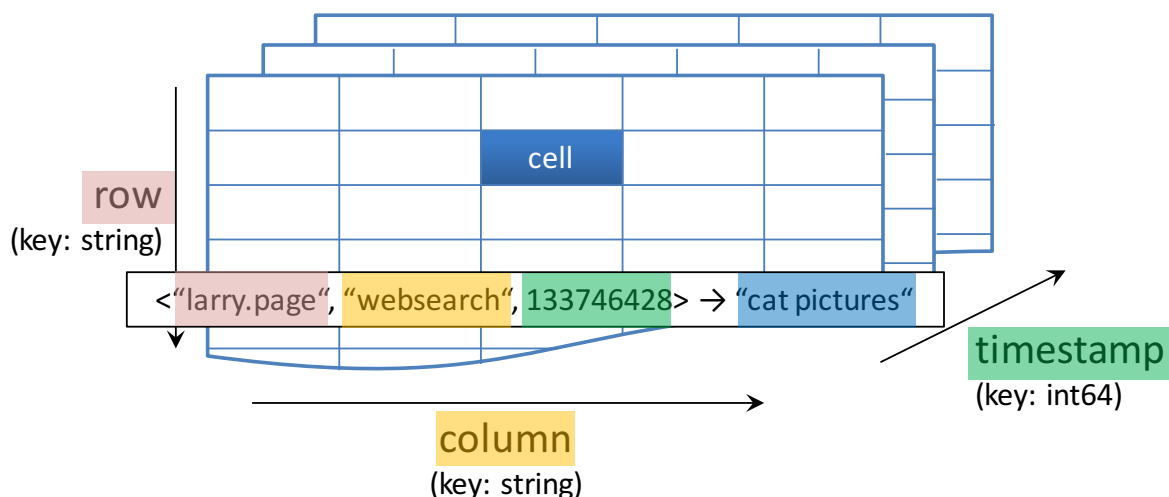 cell
row
(key: string)
<“larry.page“, “websearch“, 133746428> → “cat pictures“
timestamp
(key: int64)
column
(key: string)